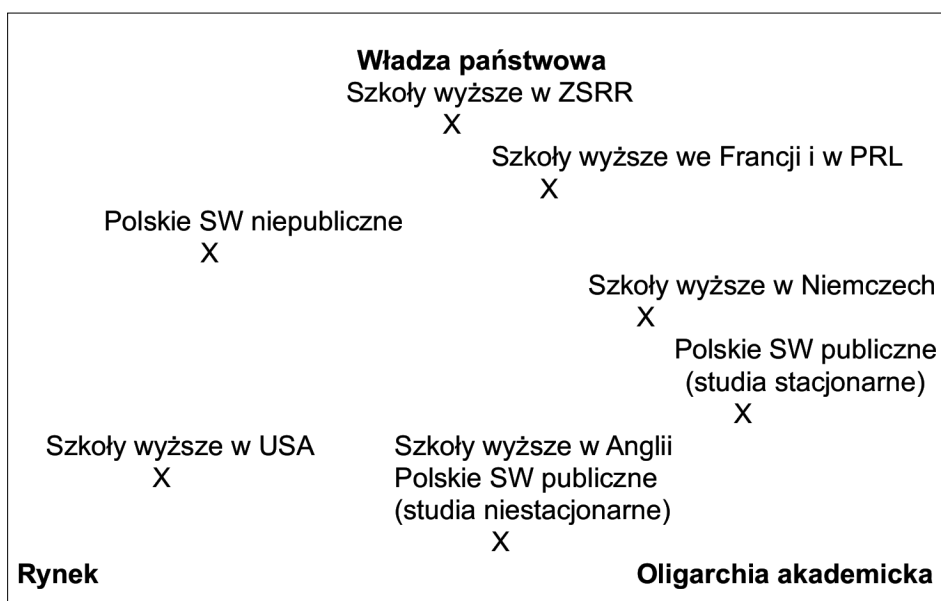 Władza państwowa
Szkoły wyższe w ZSRR
X
Szkoły wyższe we Francji i w PRL
X
Polskie SW niepubliczne
X
Szkoły wyższe w Niemczech
X
Polskie SW publiczne
(studia stacjonarne)
X
Szkoły wyższe w USA
X
Szkoły wyższe w Anglii
Polskie SW publiczne
(studia niestacjonarne)
X
Rynek
Oligarchia akademicka